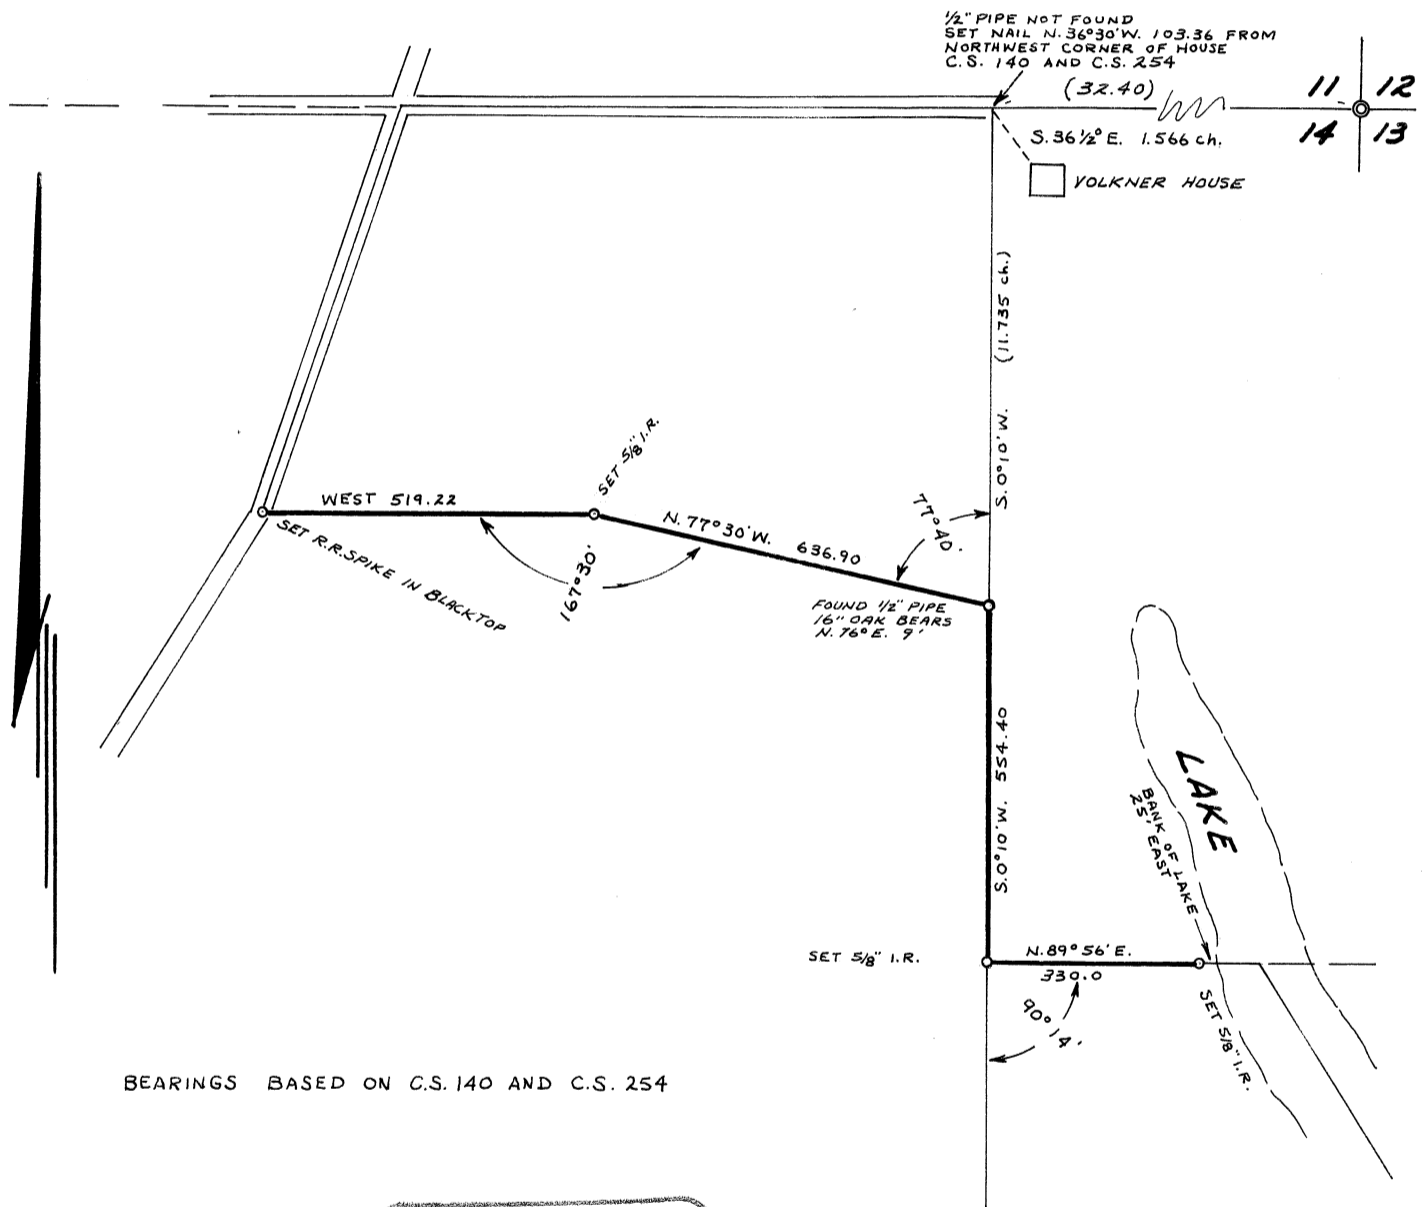 1/2" PIPE NOT FOUND
SET NAIL N.36°30'W. 103.36 FROM
NORTHWEST CORNER OF HOUSE
C.S. 140 AND C.S. 254
(32.40)
11 12
14 13
S.36 1/2° E. 1.566 ch.
VOLKNER HOUSE
(11.735 ch.)
S.0°10'W.
SET 5/8" I.R.
WEST 519.22
SET R.R.SPIKE IN BLACKTOP
N.77°30'W. 636.90
77°40'
167°30'
FOUND 1/2" PIPE
16" OAK BEARS
N.76°E. 9'
S.0°10'W. 554.40
LAKE
BANK OF LAKE
25' EAST
SET 5/8" I.R.
N.89°56'E.
330.0
90°14'
SET 5/8" I.R.
BEARINGS BASED ON C.S. 140 AND C.S. 254